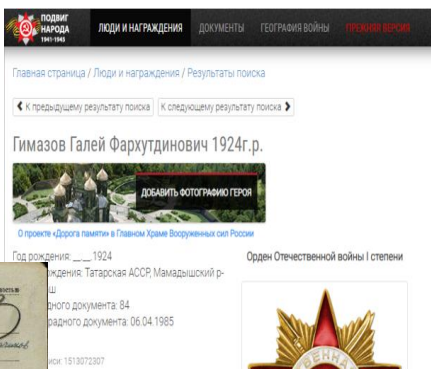 ПОДВИГ
НАРОДА
1941-1945
ЛЮДИ И НАГРАЖДЕНИЯ
ДОКУМЕНТЫ
ГЕОГРАФИЯ ВОЙНЫ
ПРЕЖНЯЯ ВЕРСИЯ
Главная страница / Люди и награждения / Результаты поиска
К предыдущему результату поиска
К следующему результату поиска
Гимазов Галей Фархутдинович 1924г.р.
ДОБАВИТЬ ФОТОГРАФИЮ ГЕРОЯ
О проекте «Дорога памяти» в Главном Храме Вооруженных сил России
Год рождения: __.__.1924
Орден Отечественной войны I степени
ждения: Татарская АССР, Мамадышский р-
ш
дного документа: 84
радного документа: 06.04.1985
иси: 1513072307